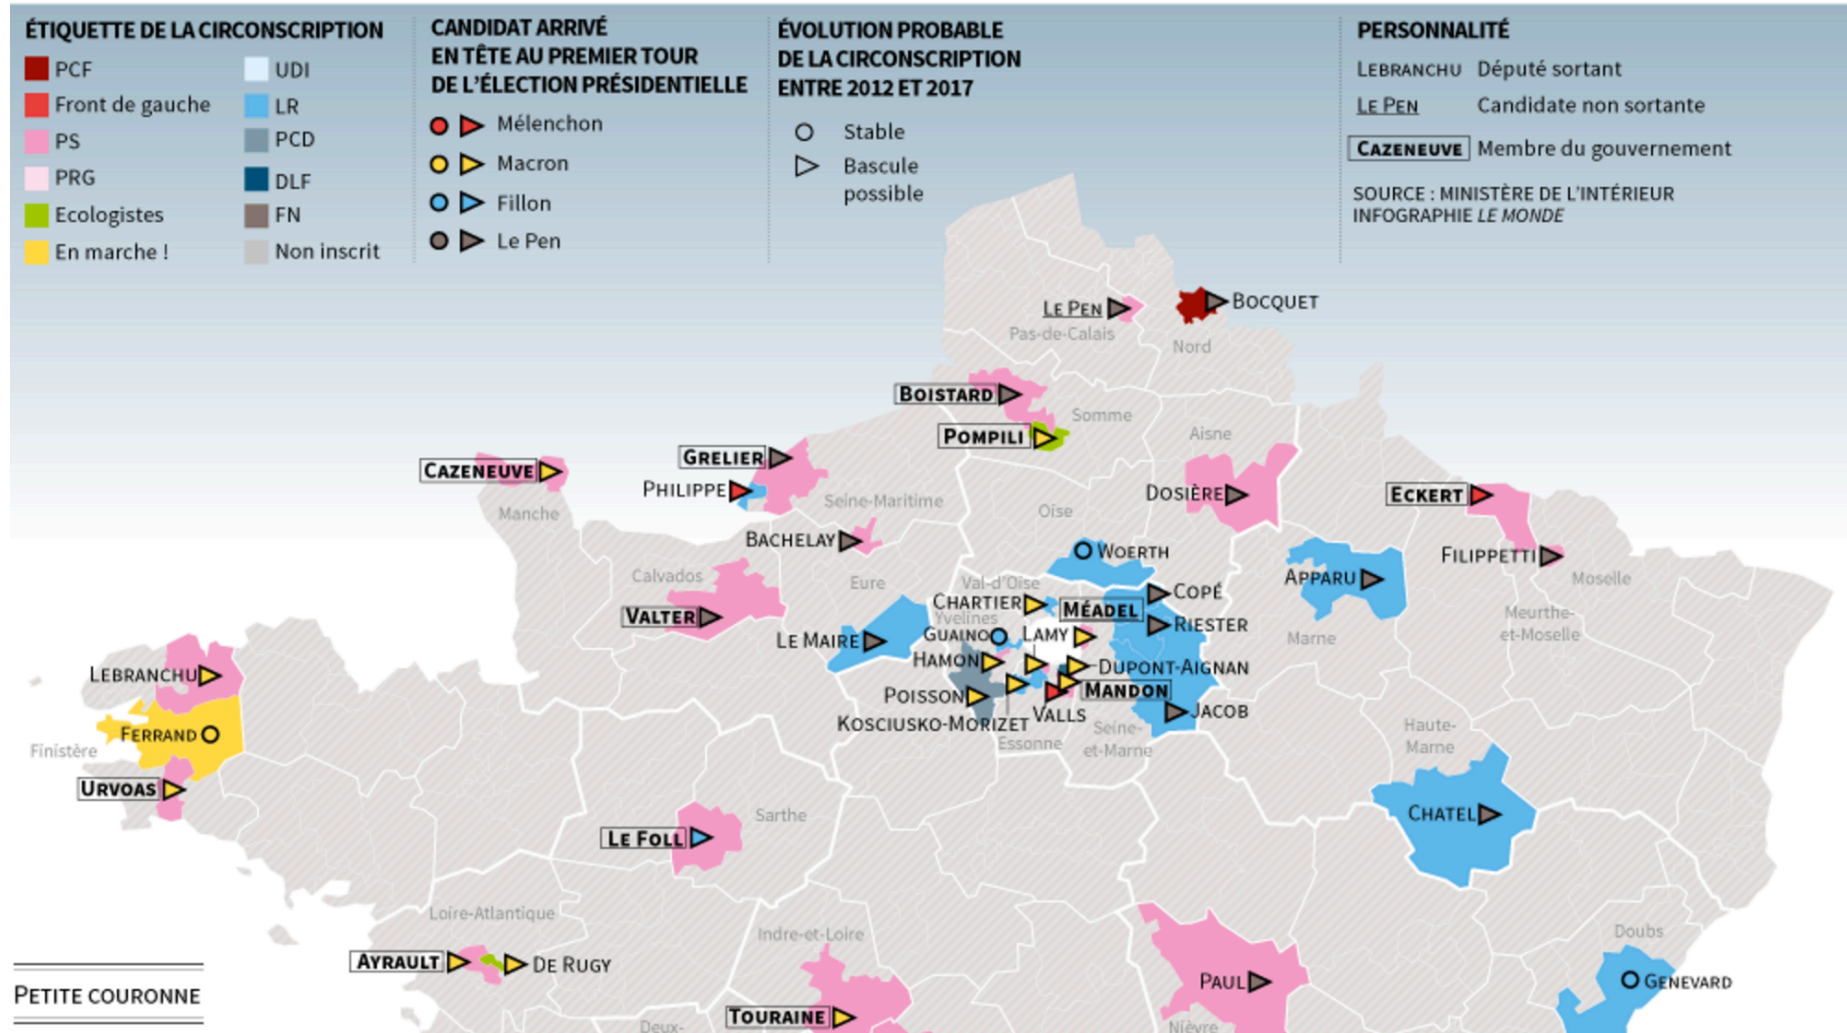 ÉTIQUETTE DE LA CIRCONSCRIPTION
PCF
Front de gauche
PS
PRG
Ecologistes
En marche !
UDI
LR
PCD
DLF
FN
Non inscrit
CANDIDAT ARRIVÉ
EN TÊTE AU PREMIER TOUR
DE L'ÉLECTION PRÉSIDENTIELLE
Mélenchon
Macron
Fillon
Le Pen
ÉVOLUTION PROBABLE
DE LA CIRCONSCRIPTION
ENTRE 2012 ET 2017
Stable
Bascule
possible
PERSONNALITÉ
LEBRANCHU Député sortant
LE PEN Candidate non sortante
CAZENEUVE Membre du gouvernement
SOURCE : MINISTÈRE DE L'INTÉRIEUR
INFOGRAPHIE LE MONDE
LE PEN
BOCQUET
Pas-de-Calais
Nord
BOISTARD
Somme
POMPILI
Aisne
GRELIER
CAZENEUVE
PHILIPPE
Seine-Maritime
DOSIÈRE
ECKERT
Manche
Oise
BACHELAY
WOERTH
FILIPPETTI
Calvados
Eure
Val-d'Oise
APPARU
Moselle
COPÉ
CHARTIER
MÉADEL
VALTER
Yvelines
RIESTER
Meurthe-
et-Moselle
LE MAIRE
GUAINO
LAMY
Marne
HAMON
DUPONT-AIGNAN
LEBRANCHU
POISSON
MANDON
KOSCIUSKO-MORIZET
VALLS
JACOB
FERRAND
Essonne
Seine-
et-Marne
Haute-
Marne
Finistère
URVOAS
Sarthe
CHATEL
LE FOLL
Loire-Atlantique
Indre-et-Loire
Doubs
AYRAULT
DE RUGY
PAUL
GENEVARD
PETITE COURONNE
TOURAINE
Deux-
Nièvre